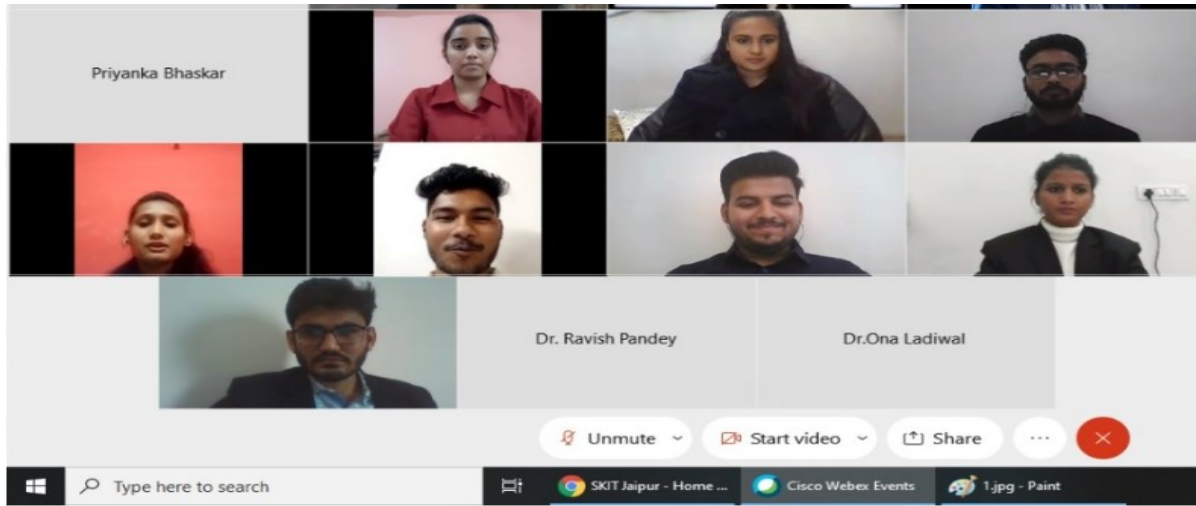 Priyanka Bhaskar
Dr. Ravish Pandey
Dr.Ona Ladiwal
Unmute
Start video
Share
Type here to search
SKIT Jaipur - Home ...
Cisco Webex Events
1.jpg - Paint